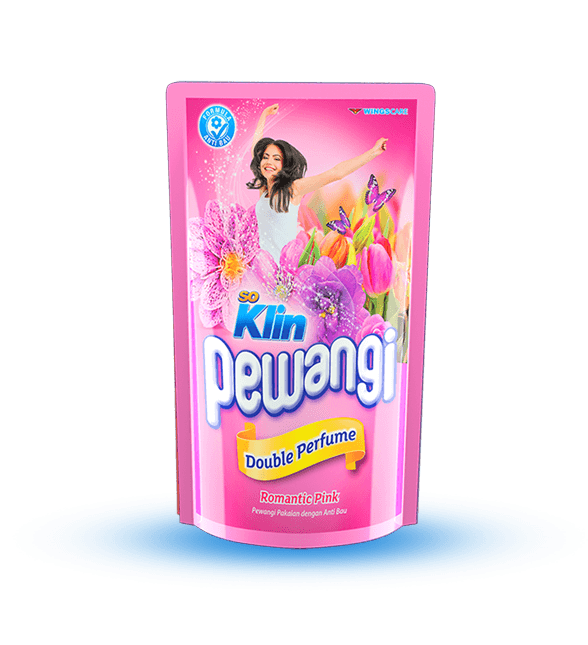 FORMULA
ANTI BAU
WINGSCARE
SO
Klin
Pewangi
Double Perfume
Romantic Pink
Pewangi Pakaian dengan Anti Bau